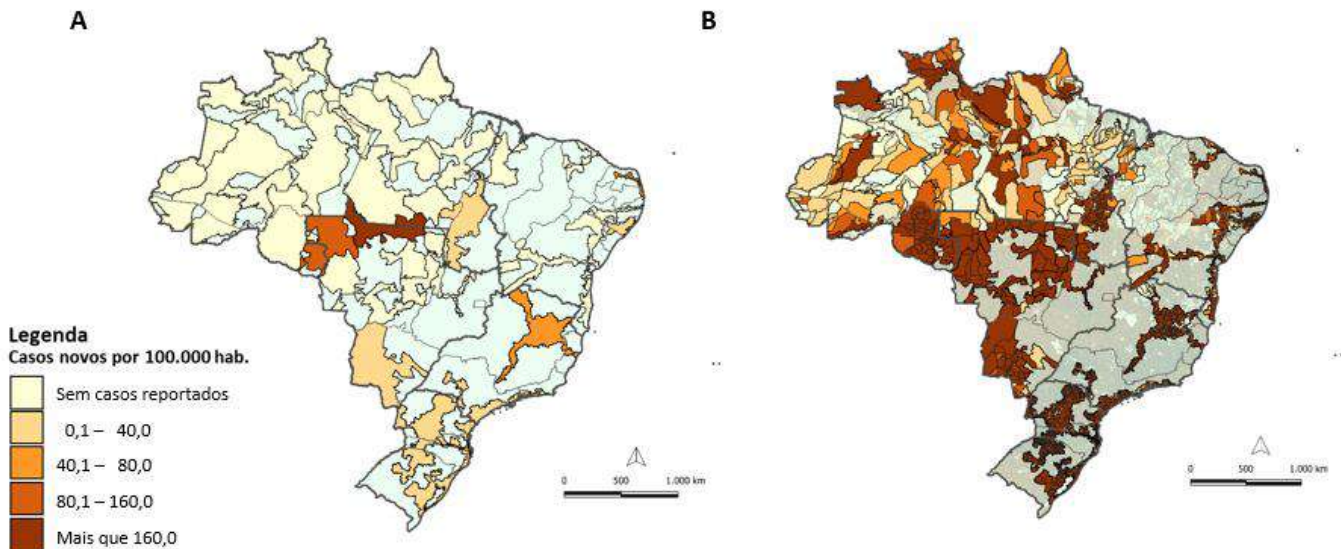 A
B
Legenda
Casos novos por 100.000 hab.
Sem casos reportados
0,1 – 40,0
40,1 – 80,0
80,1 – 160,0
Mais que 160,0
0 500 1.000 km
0 500 1.000 km